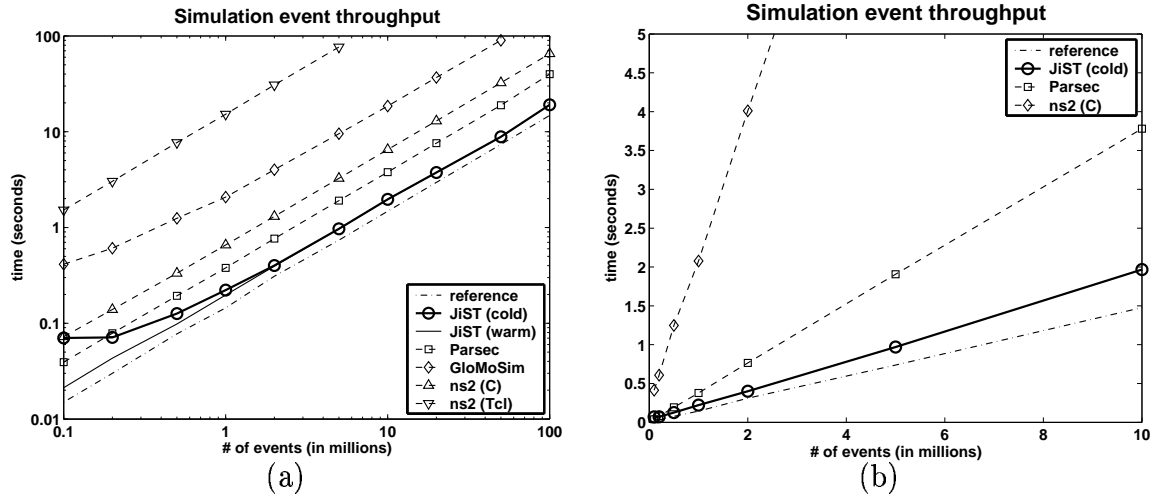 Simulation event throughput
100
10
1
0.1
0.01
time (seconds)
0.1
1
10
100
# of events (in millions)
reference
JiST (cold)
JiST (warm)
Parsec
GloMoSim
ns2 (C)
ns2 (Tcl)
(a)
Simulation event throughput
5
4.5
4
3.5
3
2.5
2
1.5
1
0.5
0
time (seconds)
0
2
4
6
8
10
# of events (in millions)
reference
JiST (cold)
Parsec
ns2 (C)
(b)